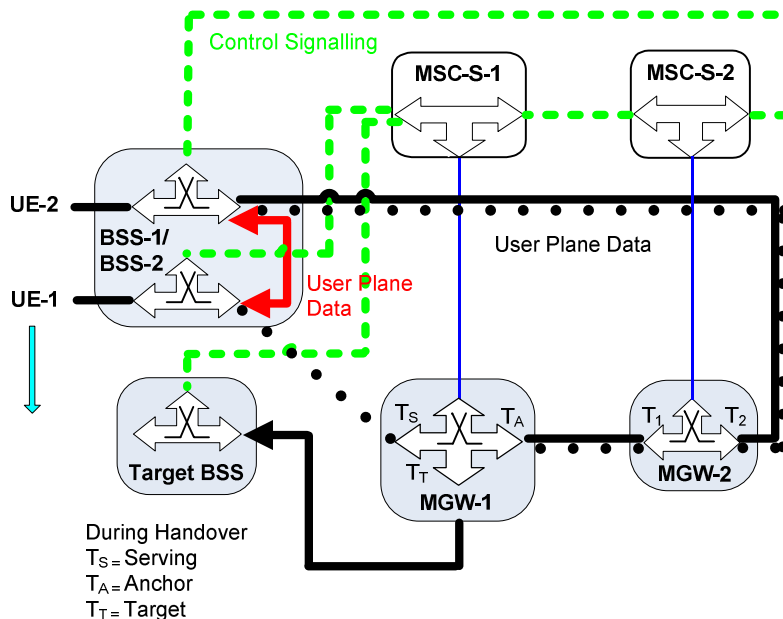 Control Signalling
MSC-S-1
MSC-S-2
UE-2
BSS-1/
BSS-2
User Plane Data
User Plane
Data
UE-1
TS
TA
TT
MGW-1
T1
T2
MGW-2
Target BSS
During Handover
TS = Serving
TA = Anchor
TT = Target